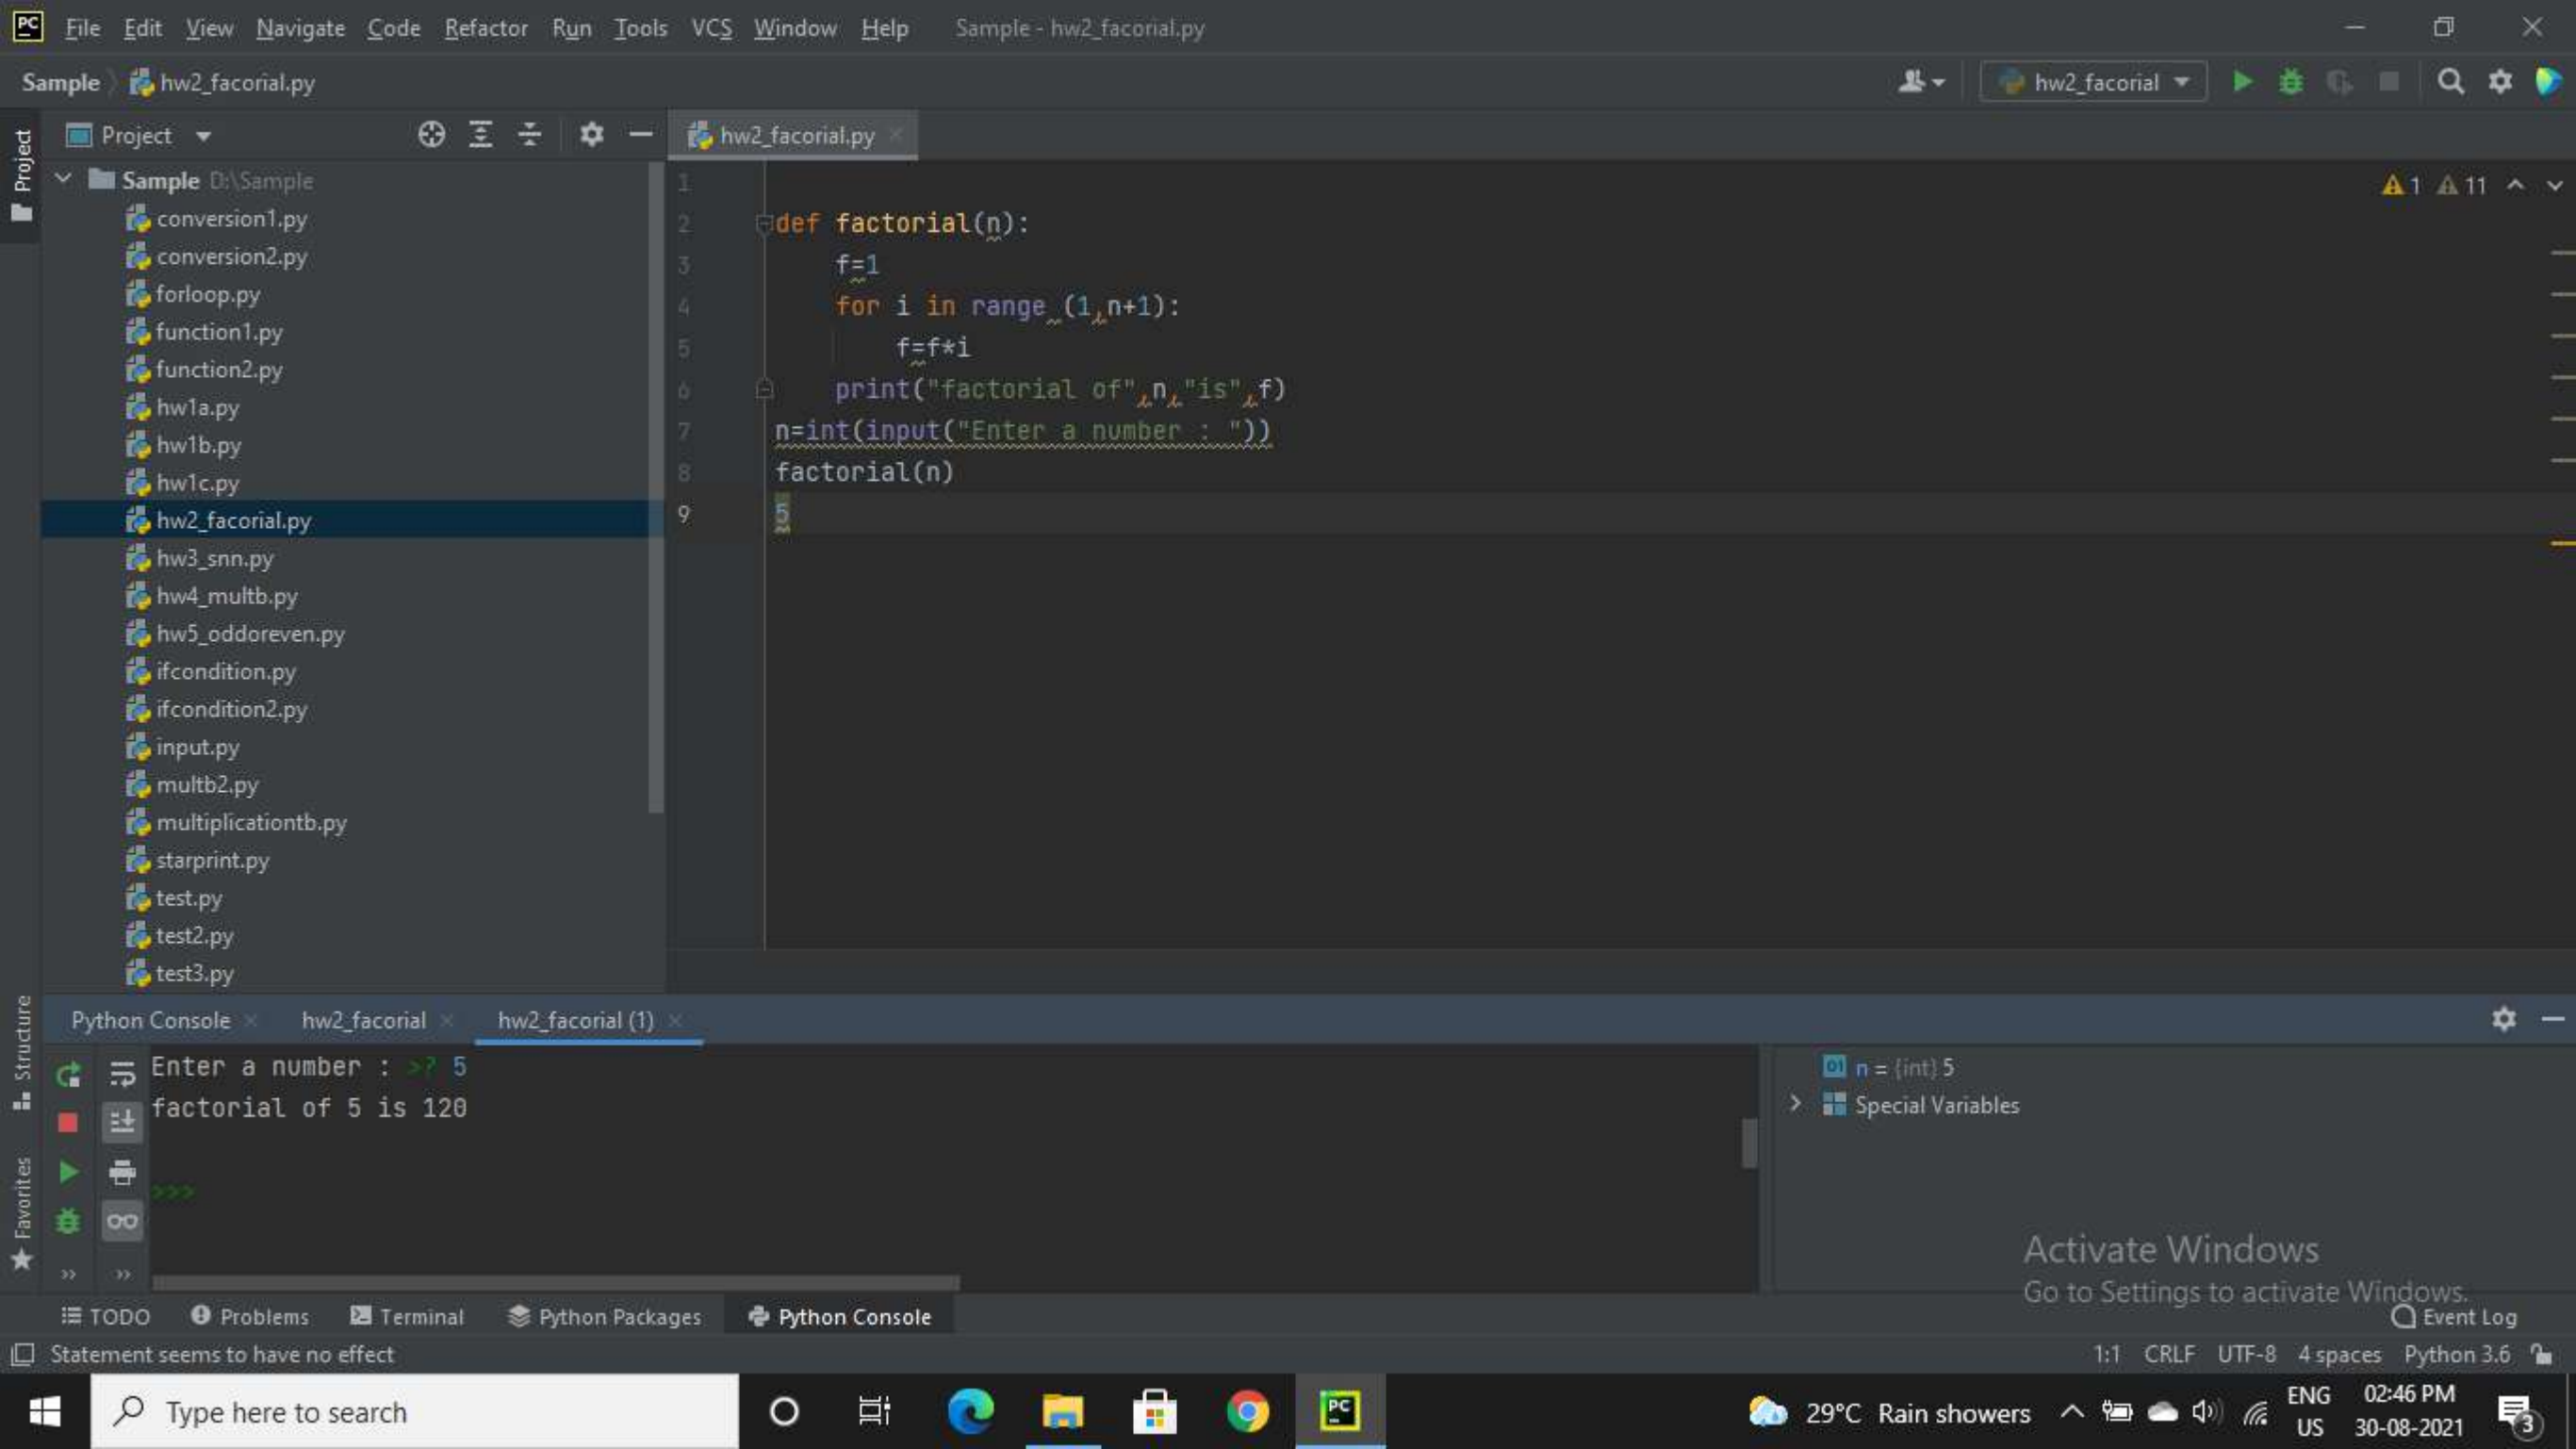 PC File Edit View Navigate Code Refactor Run Tools VCS Window Help Sample - hw2_facorial.py
Sample hw2_facorial.py hw2_facorial
Project
Project
hw2_facorial.py
Sample D:\Sample
conversion1.py
conversion2.py
forloop.py
function1.py
function2.py
hw1a.py
hw1b.py
hw1c.py
hw2_facorial.py
hw3_snn.py
hw4_multb.py
hw5_oddoreven.py
ifcondition.py
ifcondition2.py
input.py
multb2.py
multiplicationtb.py
starprint.py
test.py
test2.py
test3.py
1
2 def factorial(n):
3 f=1
4 for i in range (1,n+1):
5 f=f*i
6 print("factorial of",n,"is",f)
7 n=int(input("Enter a number : "))
8 factorial(n)
9 5
1 11
Structure
Favorites
Python Console hw2_facorial hw2_facorial (1)
Enter a number : >? 5
factorial of 5 is 120
>>>
01 n = {int} 5
Special Variables
Activate Windows
Go to Settings to activate Windows.
TODO Problems Terminal Python Packages Python Console Event Log
Statement seems to have no effect 1:1 CRLF UTF-8 4 spaces Python 3.6
Type here to search
PC
29°C Rain showers
ENG
US
02:46 PM
30-08-2021
3